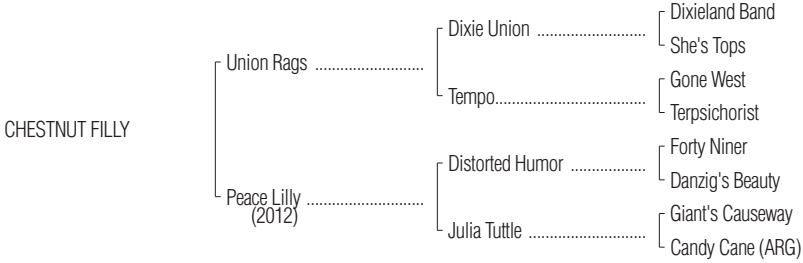 Dixieland Band
Dixie Union ..........................
She's Tops
Union Rags ..........................
Gone West
Tempo....................................
Terpsichorist
CHESTNUT FILLY
Forty Niner
Distorted Humor ..................
Danzig's Beauty
Peace Lilly ............................
(2012)
Giant's Causeway
Julia Tuttle ............................
Candy Cane (ARG)